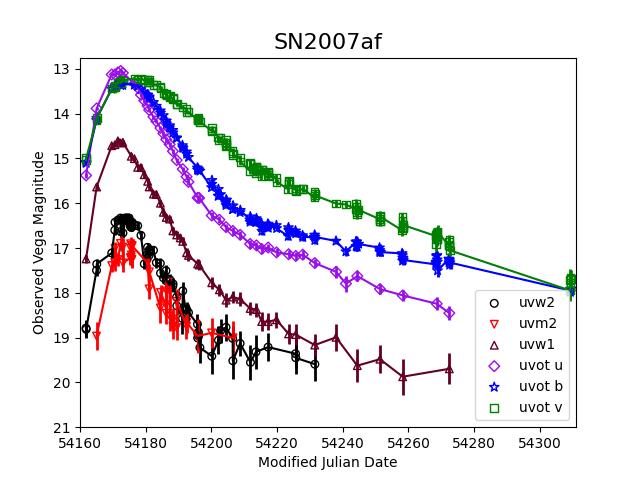 SN2007af
Observed Vega Magnitude
13
14
15
16
17
18
19
20
21
54160 54180 54200 54220 54240 54260 54280 54300
Modified Julian Date
uvw2
uvm2
uvw1
uvot u
uvot b
uvot v